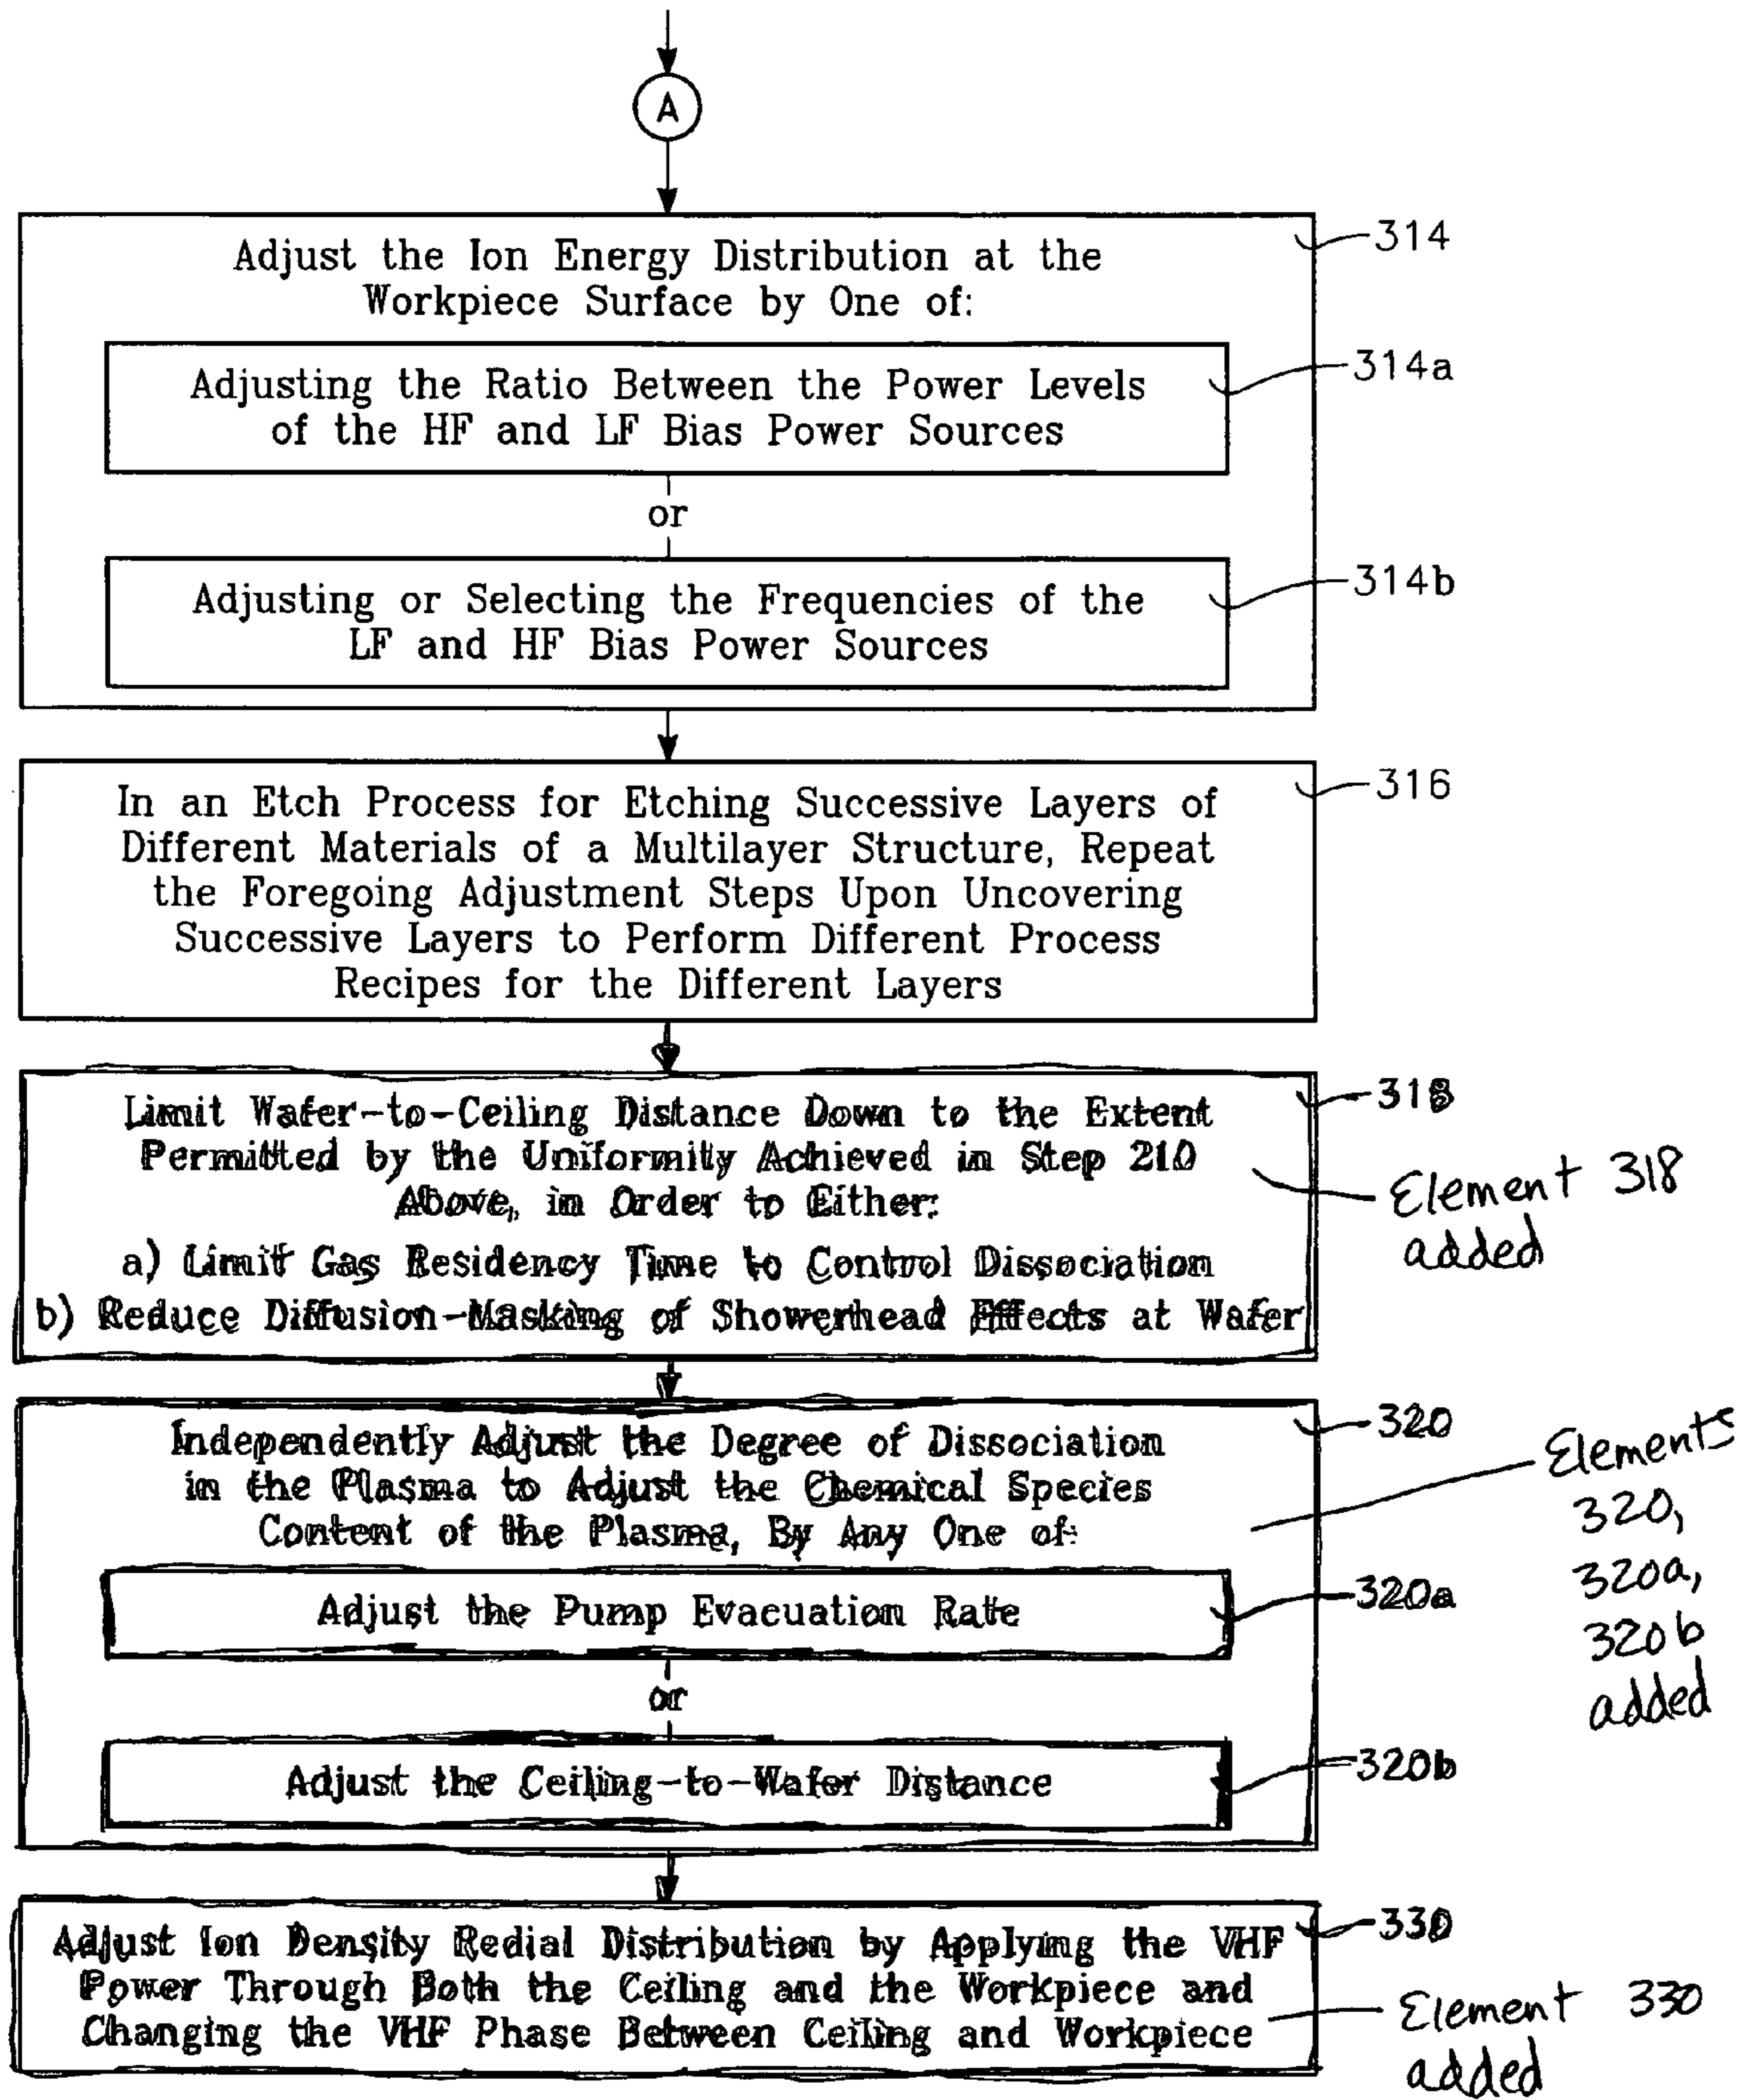 A
314
Adjust the Ion Energy Distribution at the
Workpiece Surface by One of:
314a
Adjusting the Ratio Between the Power Levels
of the HF and LF Bias Power Sources
or
314b
Adjusting or Selecting the Frequencies of the
LF and HF Bias Power Sources
316
In an Etch Process for Etching Successive Layers of
Different Materials of a Multilayer Structure, Repeat
the Foregoing Adjustment Steps Upon Uncovering
Successive Layers to Perform Different Process
Recipes for the Different Layers
318
Limit Wafer-to-Ceiling Distance Down to the Extent
Permitted by the Uniformity Achieved in Step 210
Above, in Order to Either:
a) Limit Gas Residency Time to Control Dissociation
b) Reduce Diffusion-Masking of Showerhead Effects at Wafer
Element 318
added
320
Independently Adjust the Degree of Dissociation
in the Plasma to Adjust the Chemical Species
Content of the Plasma, By Any One of:
320a
Adjust the Pump Evacuation Rate
or
320b
Adjust the Ceiling-to-Wafer Distance
Elements
320,
320a,
320b
added
330
Adjust Ion Density Redial Distribution by Applying the VHF
Power Through Both the Ceiling and the Workpiece and
Changing the VHF Phase Between Ceiling and Workpiece
Element 330
added